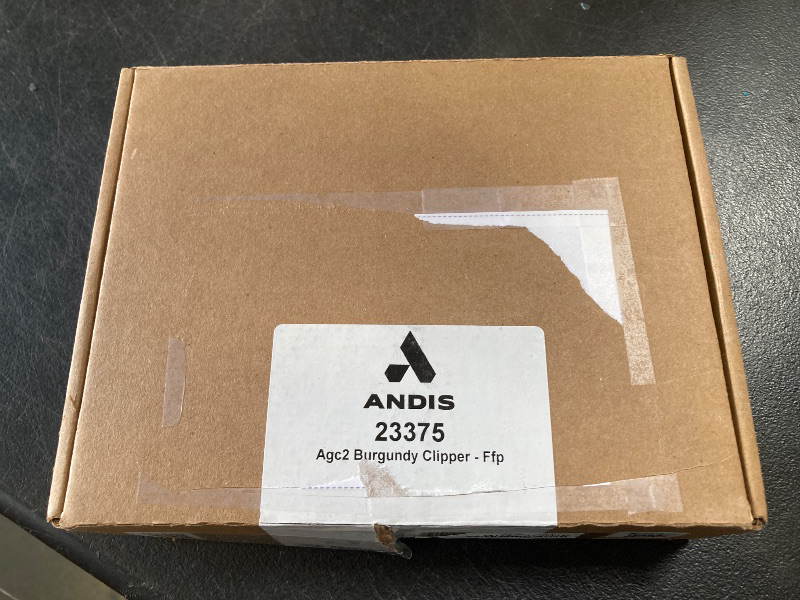 ANDIS
23375
Agc2 Burgundy Clipper - Ffp